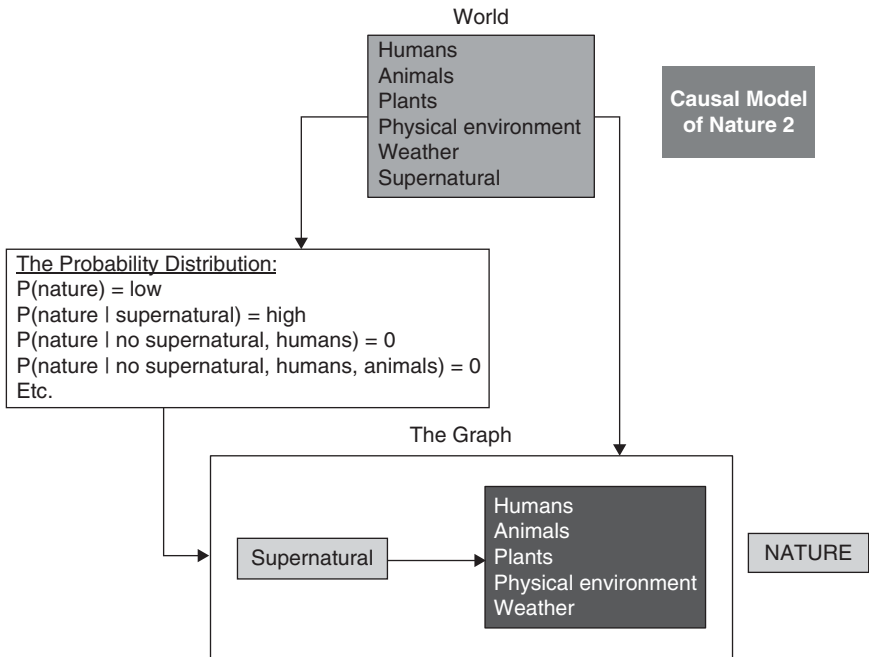 World
Humans
Animals
Plants
Physical environment
Weather
Supernatural
Causal Model
of Nature 2
The Probability Distribution:
P(nature) = low
P(nature | supernatural) = high
P(nature | no supernatural, humans) = 0
P(nature | no supernatural, humans, animals) = 0
Etc.
The Graph
Supernatural
Humans
Animals
Plants
Physical environment
Weather
NATURE